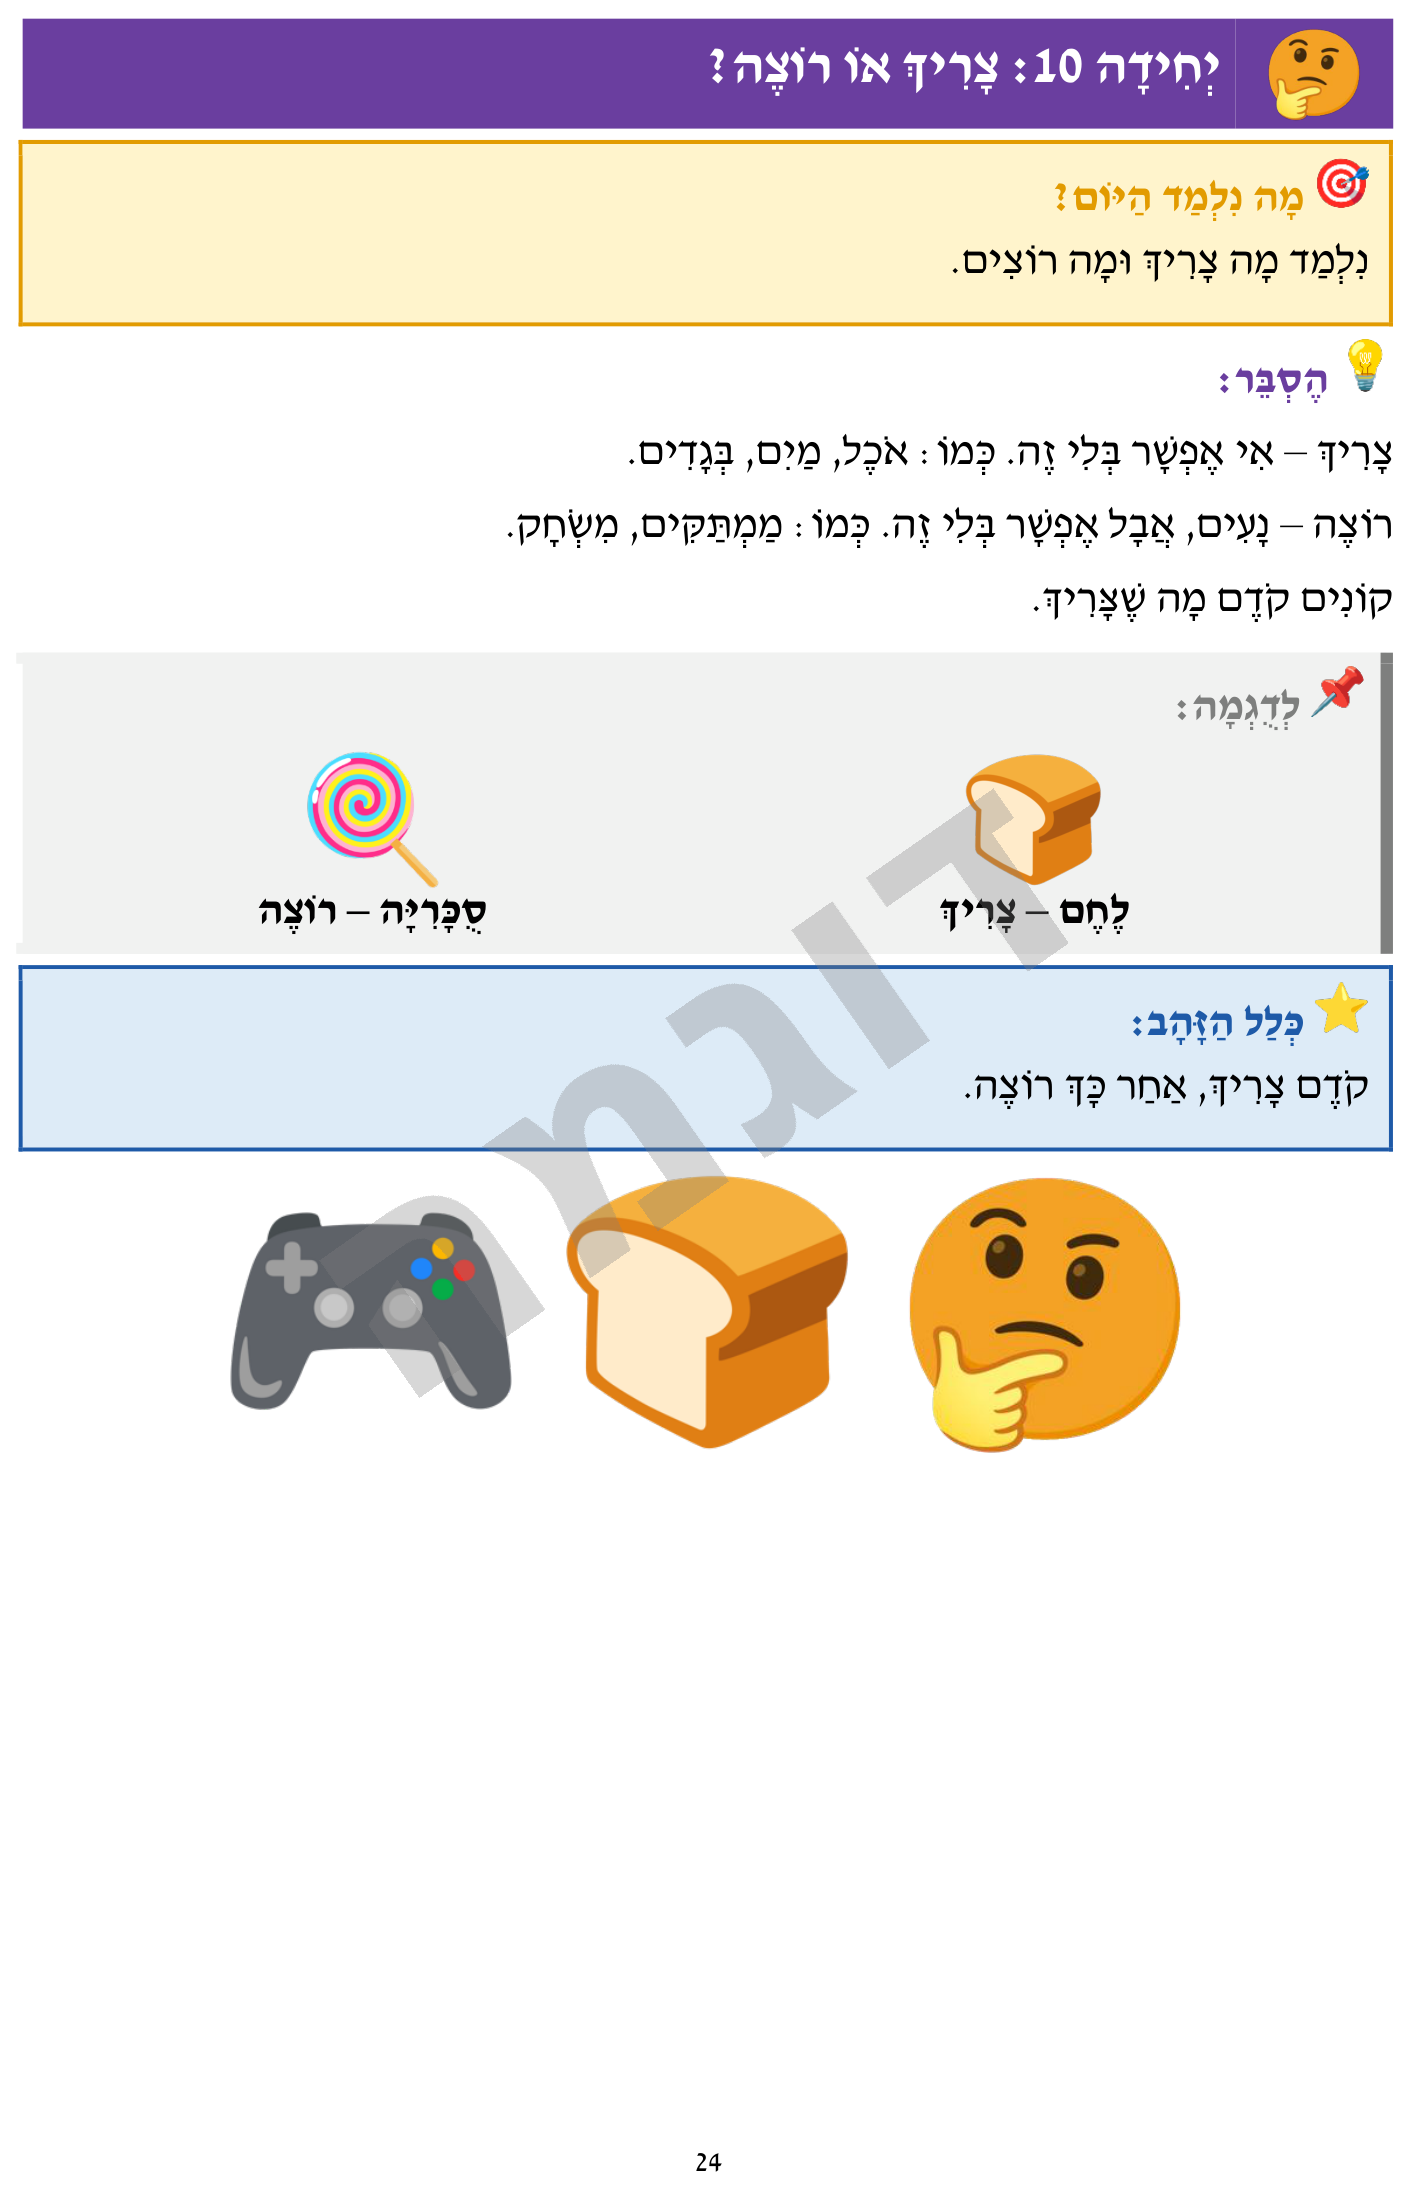 יְחִידָה 10: צָרִיךְ אוֹ רוֹצֶה?
מָה נִלְמַד הַיּוֹם?
נִלְמַד מָה צָרִיךְ וּמָה רוֹצִים.
הֶסְבֵּר:
צָרִיךְ – אִי אֶפְשָׁר בְּלִי זֶה. כְּמוֹ: אֹכֶל, מַיִם, בְּגָדִים.
רוֹצֶה – נָעִים, אֲבָל אֶפְשָׁר בְּלִי זֶה. כְּמוֹ: מַמְתַּקִּים, מִשְׂחָק.
קוֹנִים קֹדֶם מָה שֶׁצָּרִיךְ.
לְדֻגְמָה:
לֶחֶם – צָרִיךְ
סֻכָּרִיָּה – רוֹצֶה
כְּלַל הַזָּהָב:
קֹדֶם צָרִיךְ, אַחַר כָּךְ רוֹצֶה.
דוגמה
24